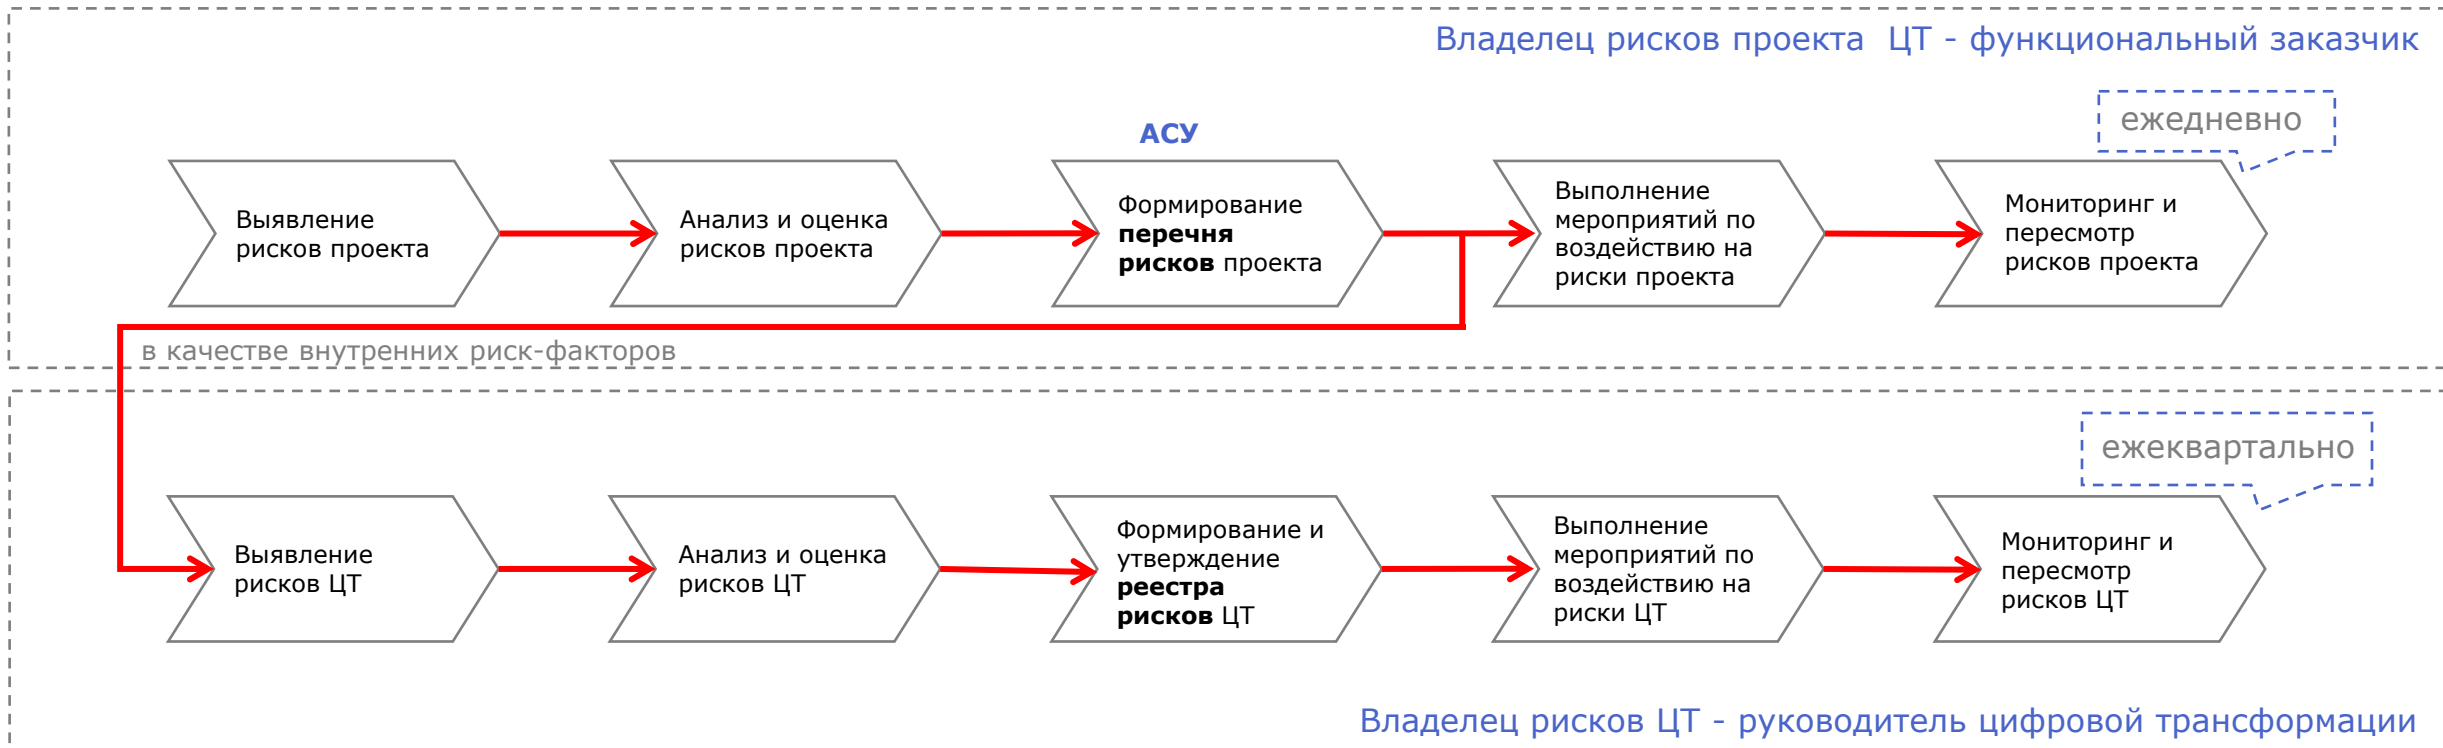 Владелец рисков проекта ЦТ - функциональный заказчик
ежедневно
АСУ
Выявление
рисков проекта
Анализ и оценка
рисков проекта
Формирование
перечня
рисков проекта
Выполнение
мероприятий по
воздействию на
риски проекта
Мониторинг и
пересмотр
рисков проекта
в качестве внутренних риск-факторов
ежеквартально
Выявление
рисков ЦТ
Анализ и оценка
рисков ЦТ
Формирование и
утверждение
реестра
рисков ЦТ
Выполнение
мероприятий по
воздействию на
риски ЦТ
Мониторинг и
пересмотр
рисков ЦТ
Владелец рисков ЦТ - руководитель цифровой трансформации